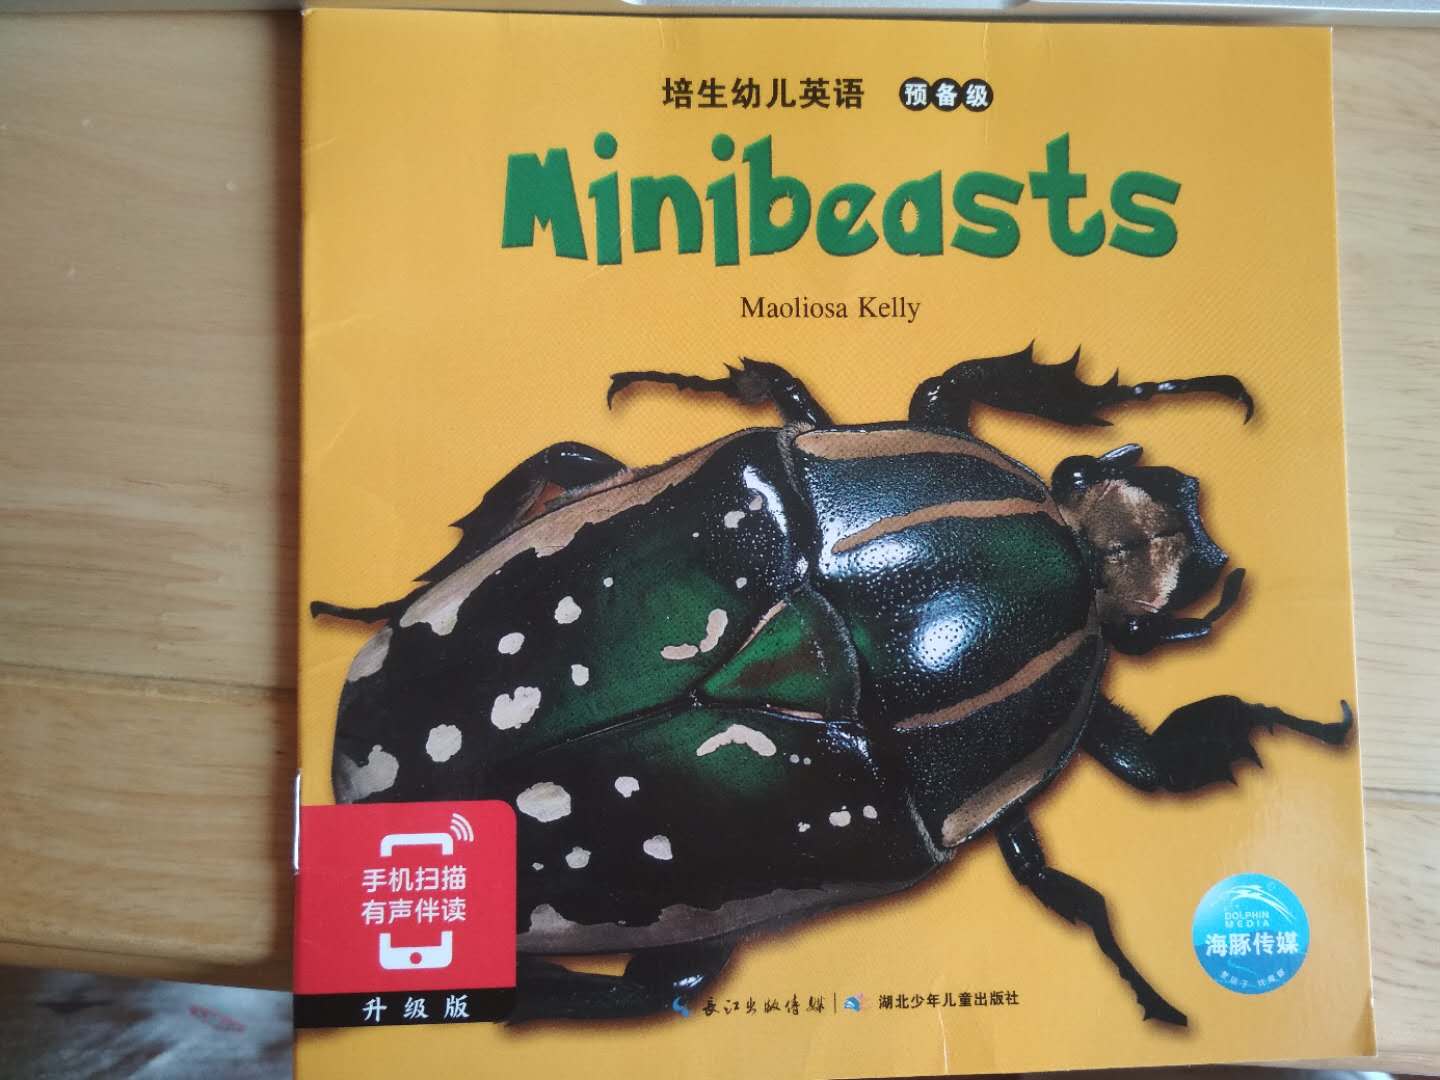 培生幼儿英语 预备级
Minibeasts
Maoliosa Kelly
手机扫描
有声伴读
升级版
DOLPHIN
MEDIA
海豚传媒
长江出版传媒 | 湖北少年儿童出版社